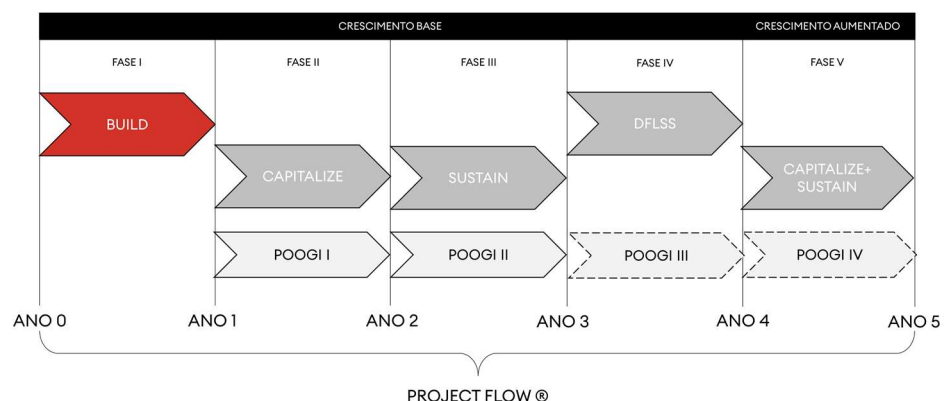 CRESCIMENTO BASE
CRESCIMENTO AUMENTADO
FASE I
FASE II
FASE III
FASE IV
FASE V
BUILD
DFLSS
CAPITALIZE
SUSTAIN
CAPITALIZE+
SUSTAIN
POOGI I
POOGI II
POOGI III
POOGI IV
ANO 0
ANO 1
ANO 2
ANO 3
ANO 4
ANO 5
PROJECT FLOW ®